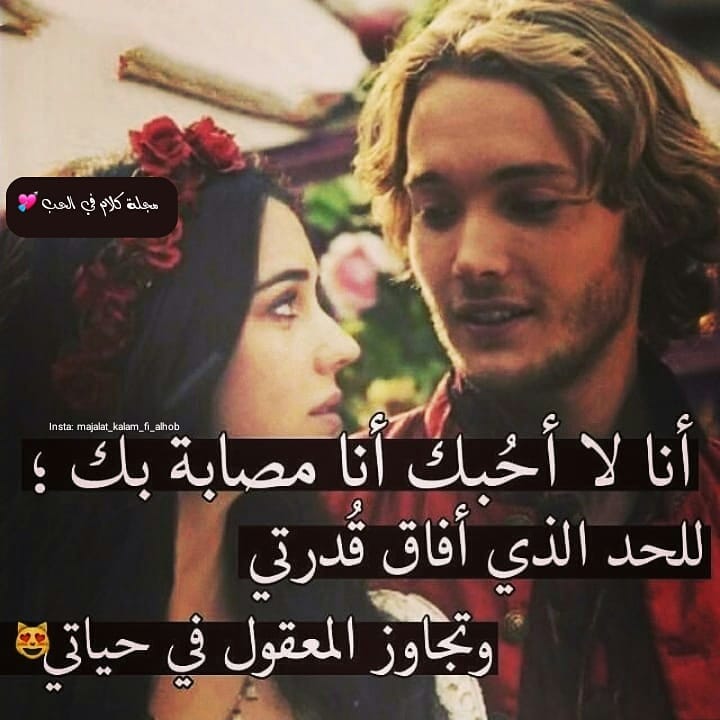 مجلة كلام في الحب 💘
Insta: majalat_kalam_fi_alhob
أنا لا أحُبك أنا مصابة بك ؛
للحد الذي أفاق قُدرتي
وتجاوز المعقول في حياتي😻